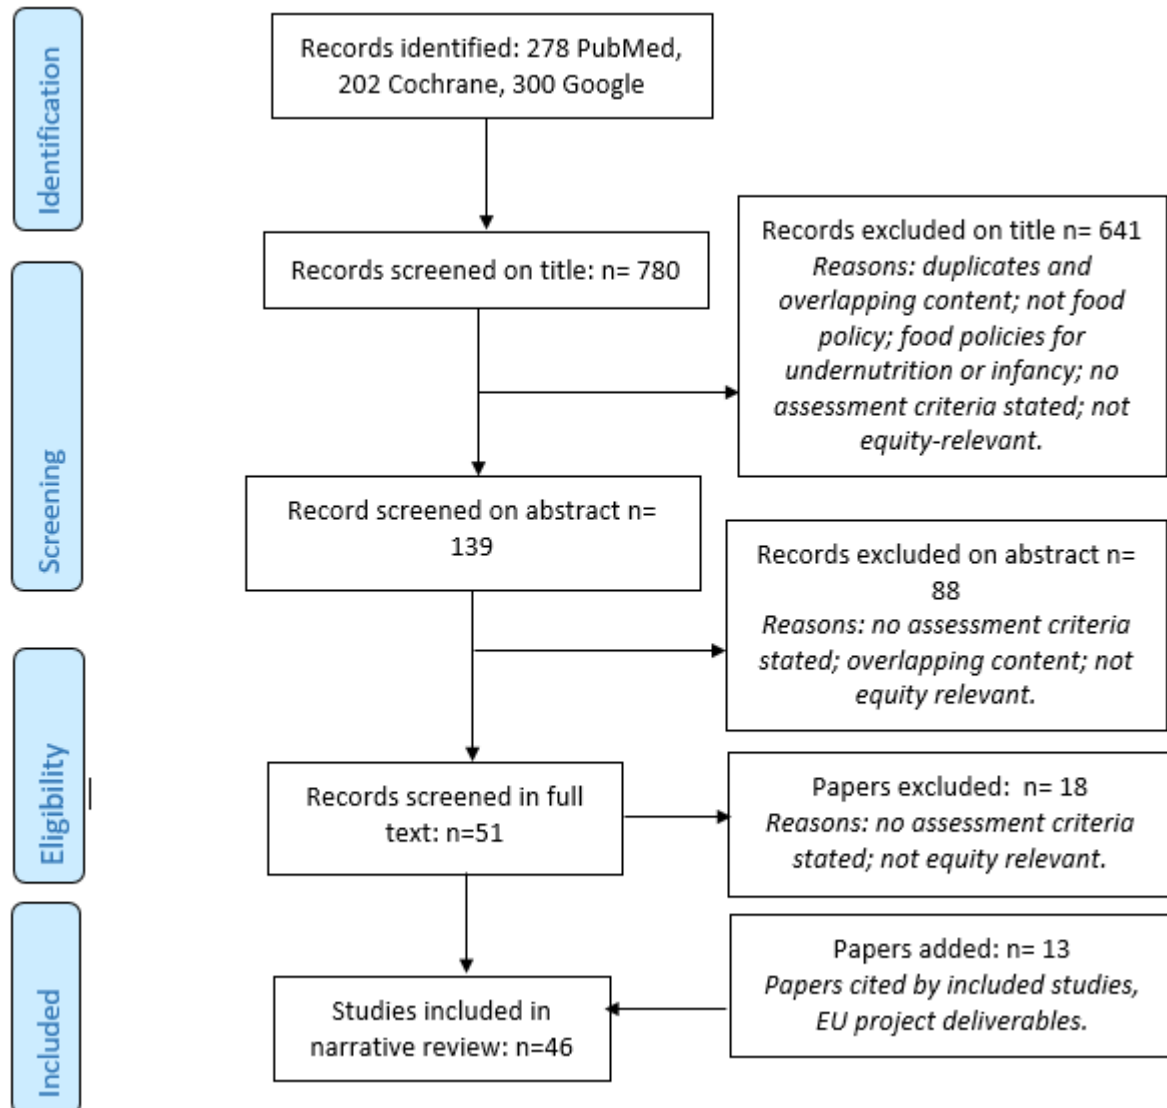 Identification
Records identified: 278 PubMed,
202 Cochrane, 300 Google
Screening
Records screened on title: n= 780
Records excluded on title n= 641
Reasons: duplicates and
overlapping content; not food
policy; food policies for
undernutrition or infancy; no
assessment criteria stated; not
equity-relevant.
Record screened on abstract n=
139
Records excluded on abstract n=
88
Reasons: no assessment criteria
stated; overlapping content; not
equity relevant.
Eligibility
Records screened in full
text: n=51
Papers excluded:  n= 18
Reasons: no assessment criteria
stated; not equity relevant.
Included
Papers added: n= 13
Papers cited by included studies,
EU project deliverables.
Studies included in
narrative review: n=46